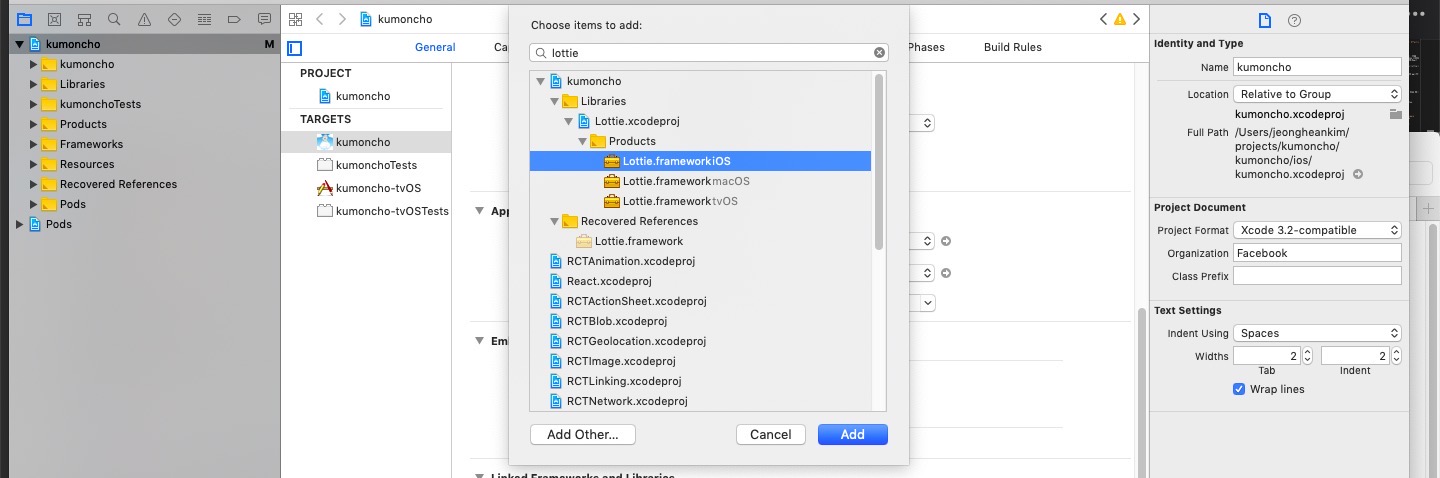 kumoncho
M
kumoncho
Libraries
kumonchoTests
Products
Frameworks
Resources
Recovered References
Pods
Pods
kumoncho
General
Ca
Phases
Build Rules
PROJECT
kumoncho
TARGETS
kumoncho
kumonchoTests
kumoncho-tvOS
kumoncho-tvOSTests
App
Em
Linked Frameworks and Libraries
Choose items to add:
lottie
kumoncho
Libraries
Lottie.xcodeproj
Products
Lottie.framework iOS
Lottie.framework macOS
Lottie.framework tvOS
Recovered References
Lottie.framework
RCTAnimation.xcodeproj
React.xcodeproj
RCTActionSheet.xcodeproj
RCTBlob.xcodeproj
RCTGeolocation.xcodeproj
RCTImage.xcodeproj
RCTLinking.xcodeproj
RCTNetwork.xcodeproj
Add Other...
Cancel
Add
Identity and Type
Name kumoncho
Location Relative to Group
kumoncho.xcodeproj
Full Path /Users/jeongheankim/
projects/kumoncho/
kumoncho/ios/
kumoncho.xcodeproj
Project Document
Project Format Xcode 3.2-compatible
Organization Facebook
Class Prefix
Text Settings
Indent Using Spaces
Widths 2 2
Tab Indent
Wrap lines